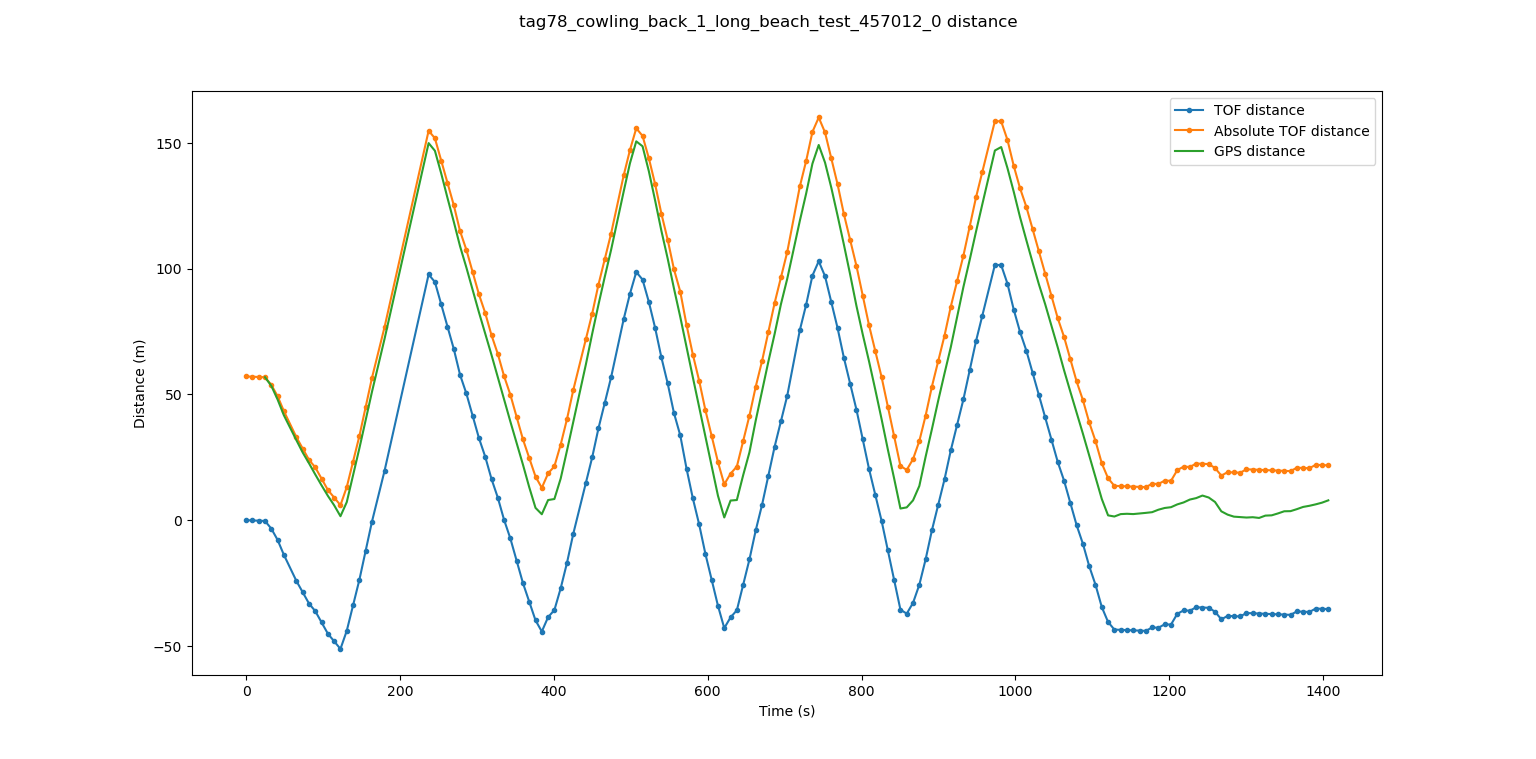 tag78_cowling_back_1_long_beach_test_457012_0 distance
TOF distance
Absolute TOF distance
GPS distance
150
100
50
0
−50
Distance (m)
0 200 400 600 800 1000 1200 1400
Time (s)